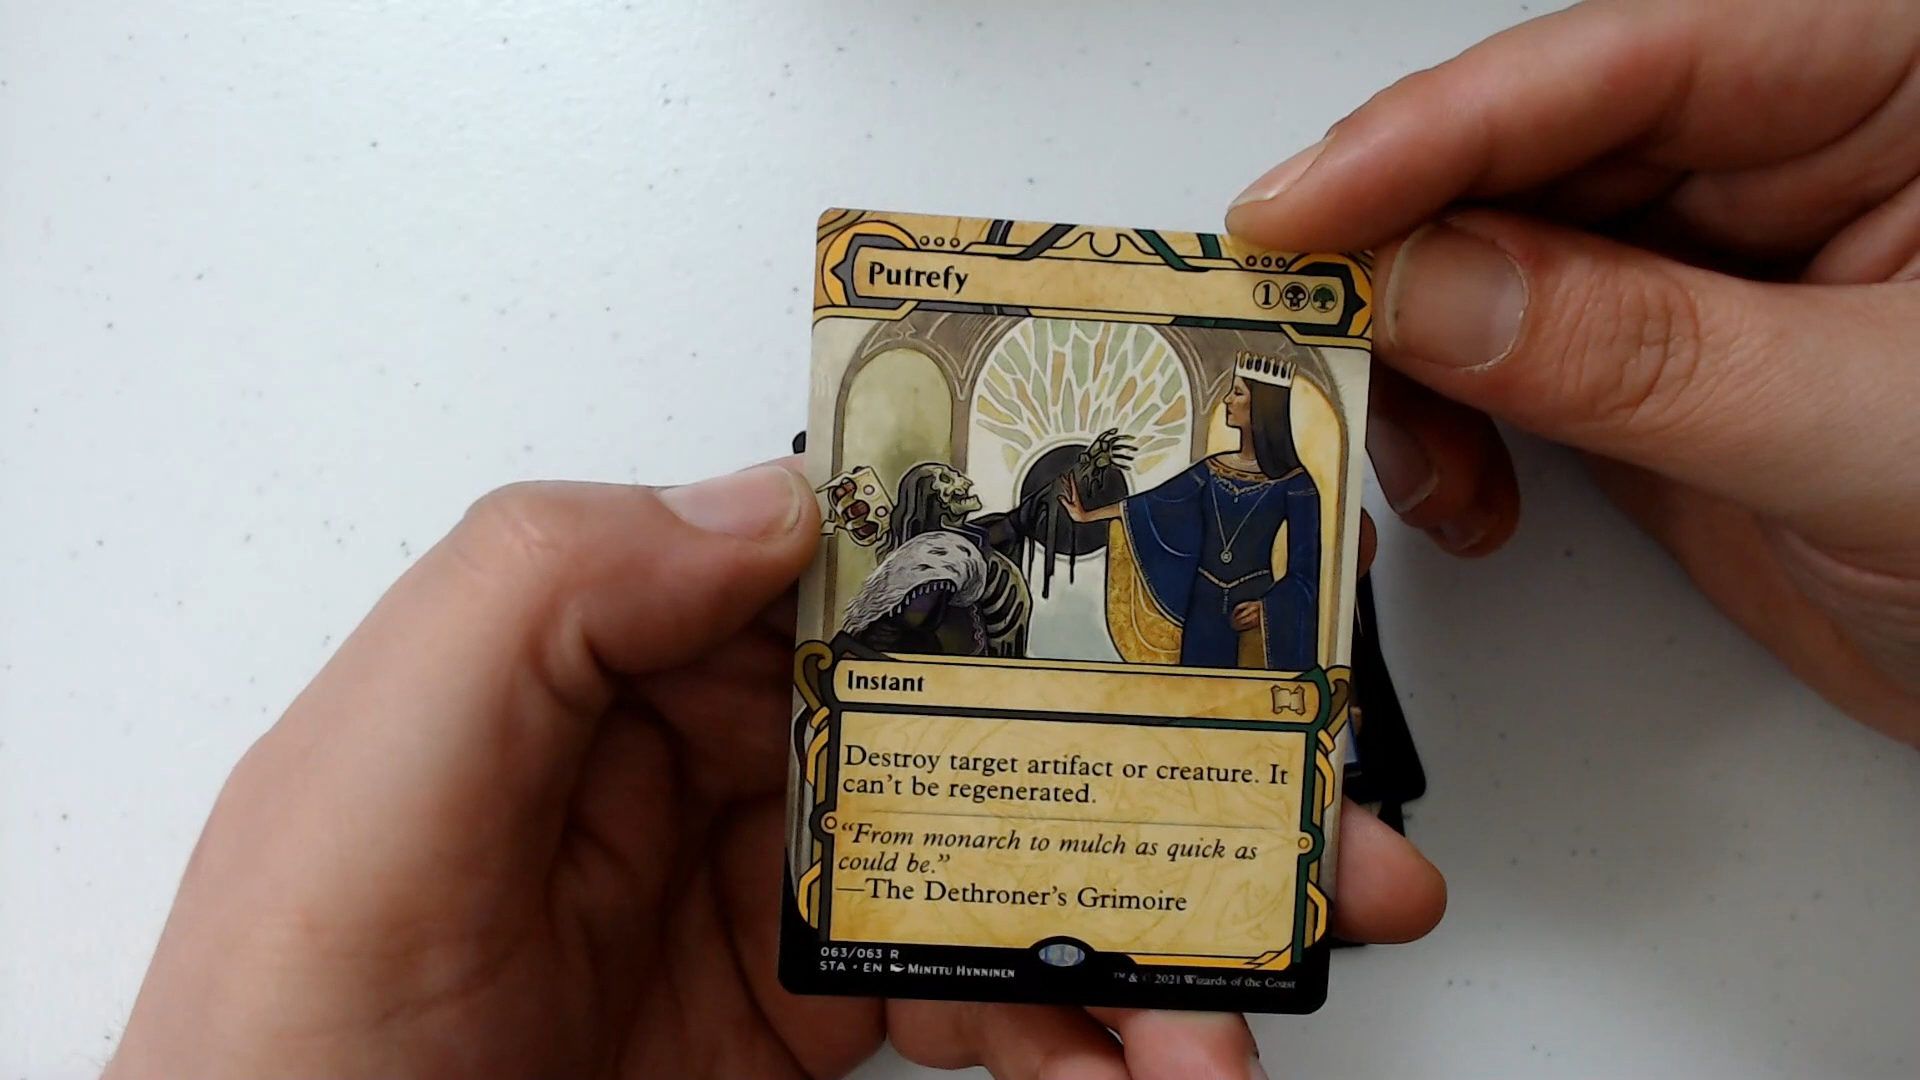 Putrefy
1
Instant
Destroy target artifact or creature. It
can't be regenerated.
“From monarch to mulch as quick as
could be.”
—The Dethroner's Grimoire
063/063 R
STA • EN Minttu Hynninen
™ & © 2021 Wizards of the Coast